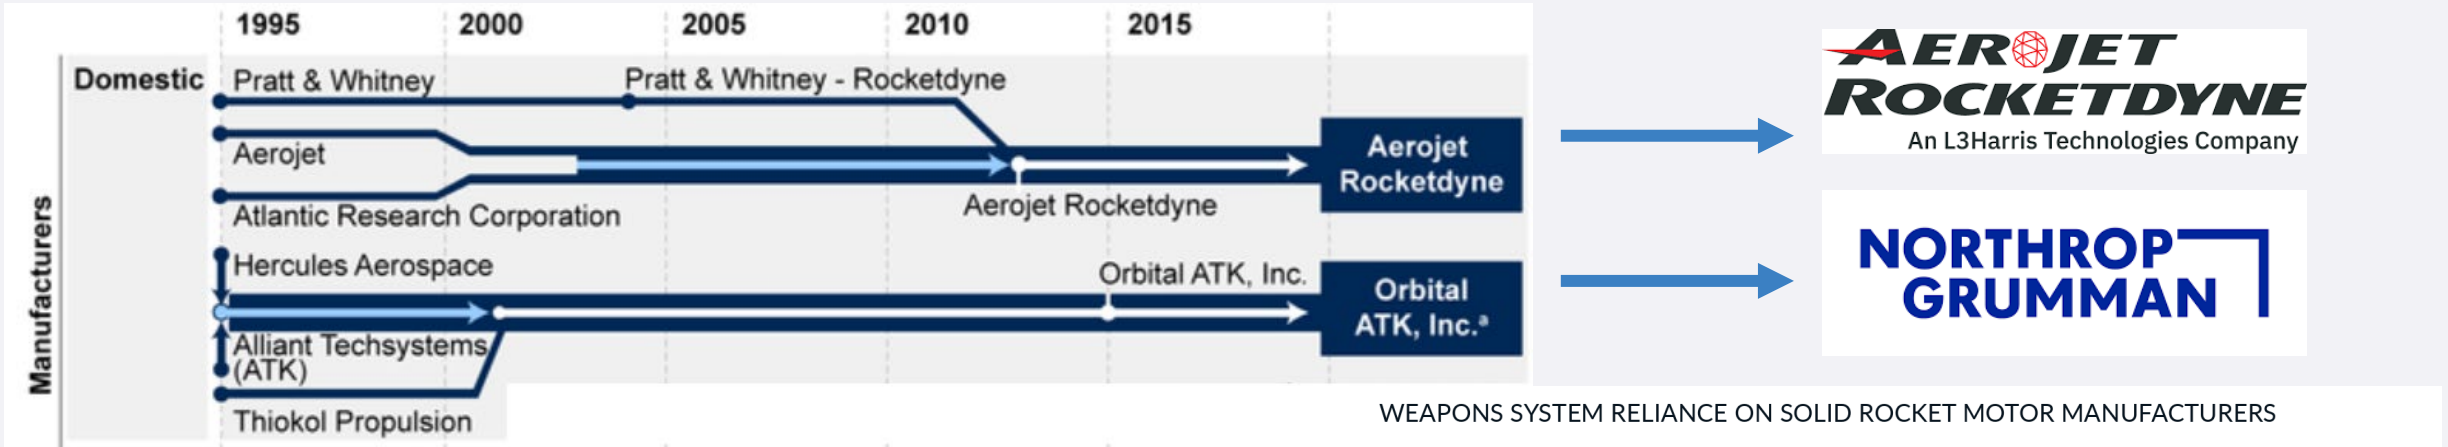 1995 2000 2005 2010 2015
Manufacturers
Domestic
Pratt & Whitney
Pratt & Whitney - Rocketdyne
Aerojet
Atlantic Research Corporation
Aerojet Rocketdyne
Aerojet
Rocketdyne
Hercules Aerospace
Alliant Techsystems
(ATK)
Thiokol Propulsion
Orbital ATK, Inc.
Orbital
ATK, Inc.ª
AEROJET
ROCKETDYNE
An L3Harris Technologies Company
NORTHROP
GRUMMAN
WEAPONS SYSTEM RELIANCE ON SOLID ROCKET MOTOR MANUFACTURERS